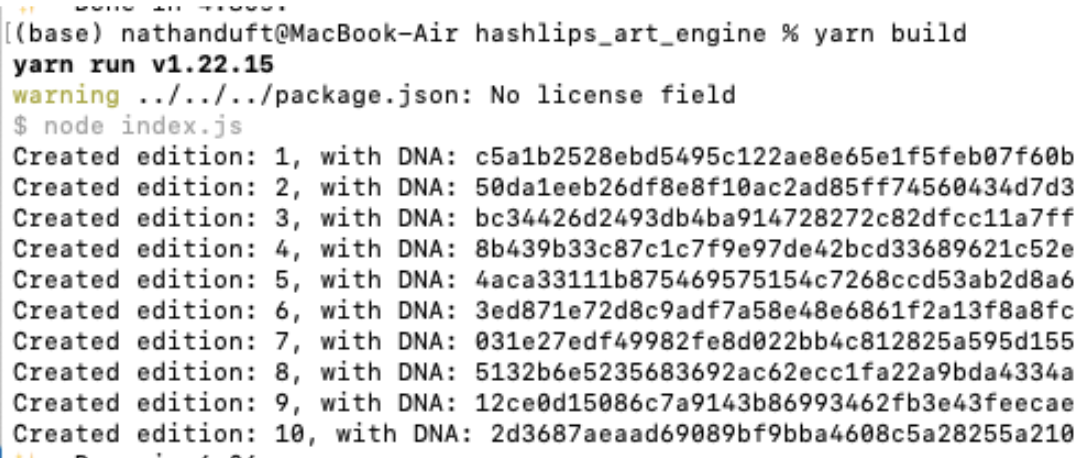 [(base) nathanduft@MacBook-Air hashlips_art_engine % yarn build
yarn run v1.22.15
warning ../../../package.json: No license field
$ node index.js
Created edition: 1, with DNA: c5a1b2528ebd5495c122ae8e65e1f5feb07f60b
Created edition: 2, with DNA: 50da1eeb26df8e8f10ac2ad85ff74560434d7d3
Created edition: 3, with DNA: bc34426d2493db4ba914728272c82dfcc11a7ff
Created edition: 4, with DNA: 8b439b33c87c1c7f9e97de42bcd33689621c52e
Created edition: 5, with DNA: 4aca33111b875469575154c7268ccd53ab2d8a6
Created edition: 6, with DNA: 3ed871e72d8c9adf7a58e48e6861f2a13f8a8fc
Created edition: 7, with DNA: 031e27edf49982fe8d022bb4c812825a595d155
Created edition: 8, with DNA: 5132b6e5235683692ac62ecc1fa22a9bda4334a
Created edition: 9, with DNA: 12ce0d15086c7a9143b86993462fb3e43feecae
Created edition: 10, with DNA: 2d3687aeaad69089bf9bba4608c5a28255a210